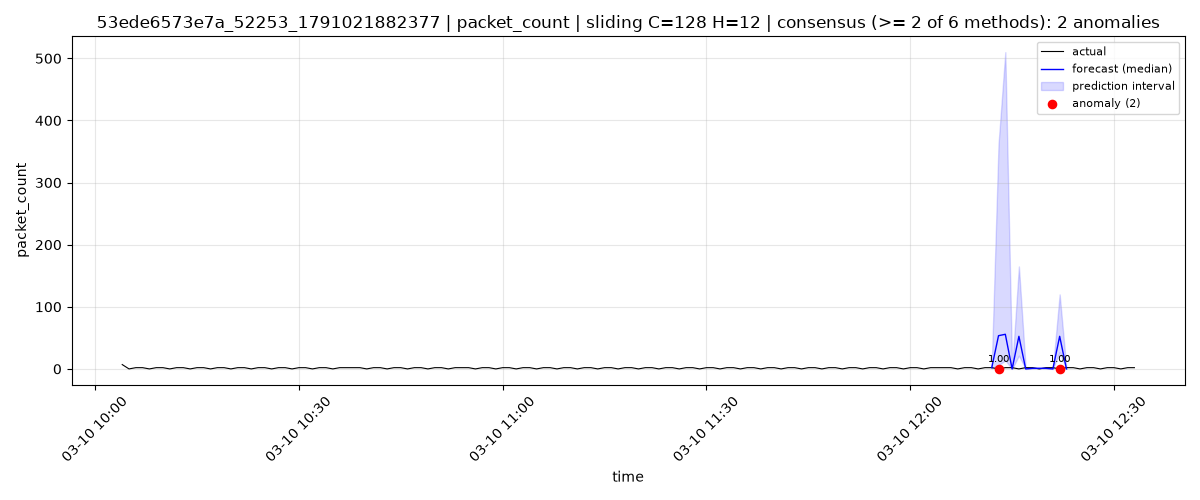 53ede6573e7a_52253_1791021882377 | packet_count | sliding C=128 H=12 | consensus (>= 2 of 6 methods): 2 anomalies
actual
forecast (median)
prediction interval
anomaly (2)
500
400
300
200
100
0
packet_count
1.00
1.00
03-10 10:00
03-10 10:30
03-10 11:00
03-10 11:30
03-10 12:00
03-10 12:30
time